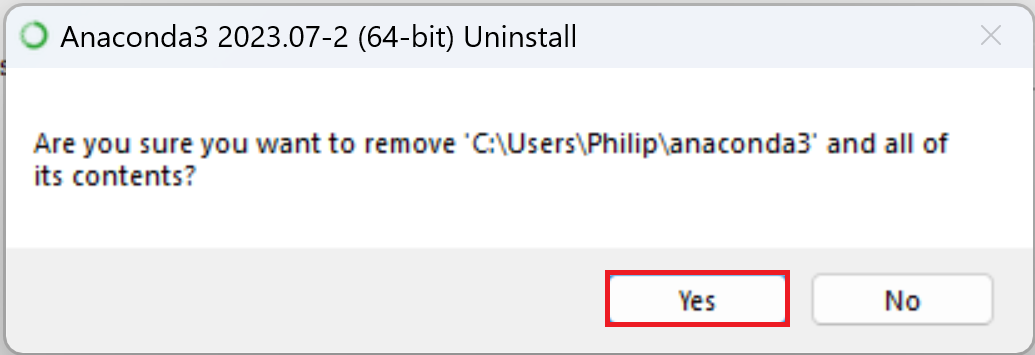 Anaconda3 2023.07-2 (64-bit) Uninstall
Are you sure you want to remove 'C:\Users\Philip\anaconda3' and all of
its contents?
Yes
No